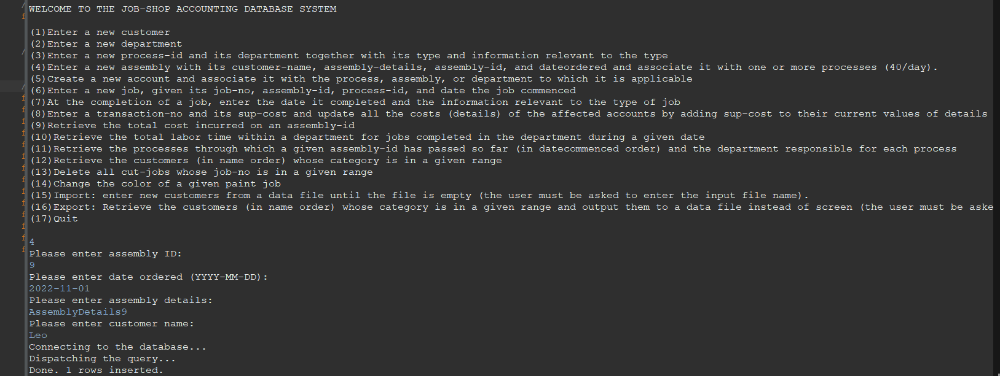 WELCOME TO THE JOB-SHOP ACCOUNTING DATABASE SYSTEM
(1)Enter a new customer
(2)Enter a new department
(3)Enter a new process-id and its department together with its type and information relevant to the type
(4)Enter a new assembly with its customer-name, assembly-details, assembly-id, and dateordered and associate it with one or more processes (40/day).
(5)Create a new account and associate it with the process, assembly, or department to which it is applicable
(6)Enter a new job, given its job-no, assembly-id, process-id, and date the job commenced
(7)At the completion of a job, enter the date it completed and the information relevant to the type of job
(8)Enter a transaction-no and its sup-cost and update all the costs (details) of the affected accounts by adding sup-cost to their current values of details
(9)Retrieve the total cost incurred on an assembly-id
(10)Retrieve the total labor time within a department for jobs completed in the department during a given date
(11)Retrieve the processes through which a given assembly-id has passed so far (in datecommenced order) and the department responsible for each process
(12)Retrieve the customers (in name order) whose category is in a given range
(13)Delete all cut-jobs whose job-no is in a given range
(14)Change the color of a given paint job
(15)Import: enter new customers from a data file until the file is empty (the user must be asked to enter the input file name).
(16)Export: Retrieve the customers (in name order) whose category is in a given range and output them to a data file instead of screen (the user must be aske
(17)Quit
4
Please enter assembly ID:
9
Please enter date ordered (YYYY-MM-DD):
2022-11-01
Please enter assembly details:
AssemblyDetails9
Please enter customer name:
Leo
Connecting to the database...
Dispatching the query...
Done. 1 rows inserted.